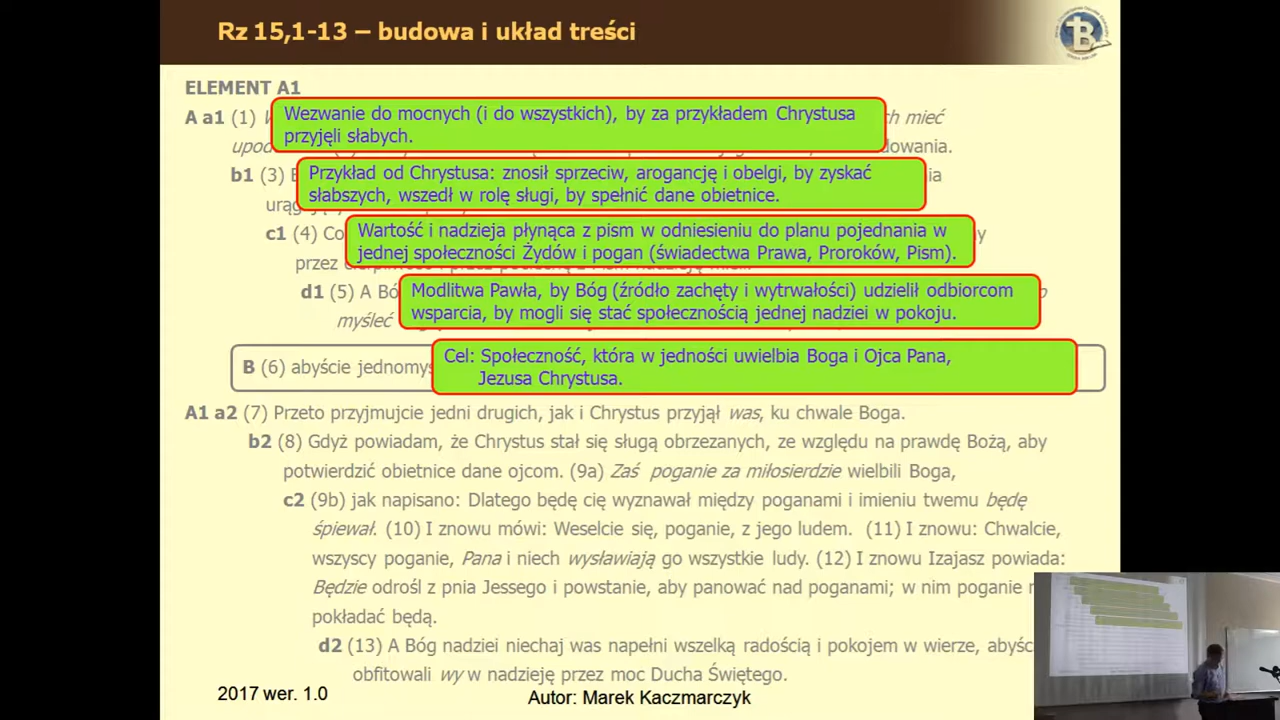 Rz 15,1-13 – budowa i układ treści
B
ELEMENT A1
A a1 (1)
Wezwanie do mocnych (i do wszystkich), by za przykładem Chrystusa
mieć
przyjęli słabych.
b1 (3)
Przykład od Chrystusa: znosił sprzeciw, arogancję i obelgi, by zyskać
słabszych, wszedł w rolę sługi, by spełnić dane obietnice.
c1 (4) Co
Wartość i nadzieja płynąca z pism w odniesieniu do planu pojednania w
jednej społeczności Żydów i pogan (świadectwa Prawa, Proroków, Pism).
przez
d1 (5) A Bó
Modlitwa Pawła, by Bóg (źródło zachęty i wytrwałości) udzielił odbiorcom
myśleć
wsparcia, by mogli się stać społecznością jednej nadziei w pokoju.
B (6) abyście jednomyś
Cel: Społeczność, która w jedności uwielbia Boga i Ojca Pana,
Jezusa Chrystusa.
A1 a2 (7) Przeto przyjmujcie jedni drugich, jak i Chrystus przyjął was, ku chwale Boga.
b2 (8) Gdyż powiadam, że Chrystus stał się sługą obrzezanych, ze względu na prawdę Bożą, aby
potwierdzić obietnice dane ojcom. (9a) Zaś poganie za miłosierdzie wielbili Boga,
c2 (9b) jak napisano: Dlatego będę cię wyznawał między poganami i imieniu twemu będę
śpiewał. (10) I znowu mówi: Weselcie się, poganie, z jego ludem. (11) I znowu: Chwalcie,
wszyscy poganie, Pana i niech wysławiają go wszystkie ludy. (12) I znowu Izajasz powiada:
Będzie odrośl z pnia Jessego i powstanie, aby panować nad poganami; w nim poganie
pokładać będą.
d2 (13) A Bóg nadziei niechaj was napełni wszelką radością i pokojem w wierze, abyśc
obfitowali wy w nadzieję przez moc Ducha Świętego.
2017 wer. 1.0
Autor: Marek Kaczmarczyk